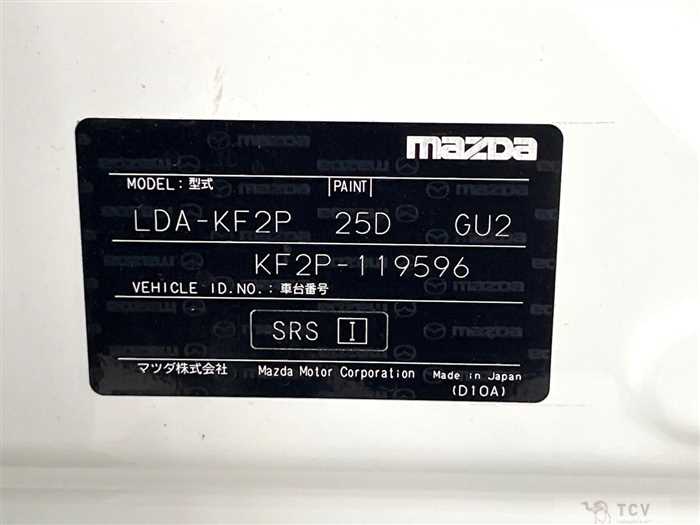 mazda
MODEL : 型式 PAINT
LDA-KF2P 25D GU2
KF2P-119596
VEHICLE ID.NO. : 車台番号
SRS I
マツダ株式会社 Mazda Motor Corporation Made in Japan
(D10A)
TCV